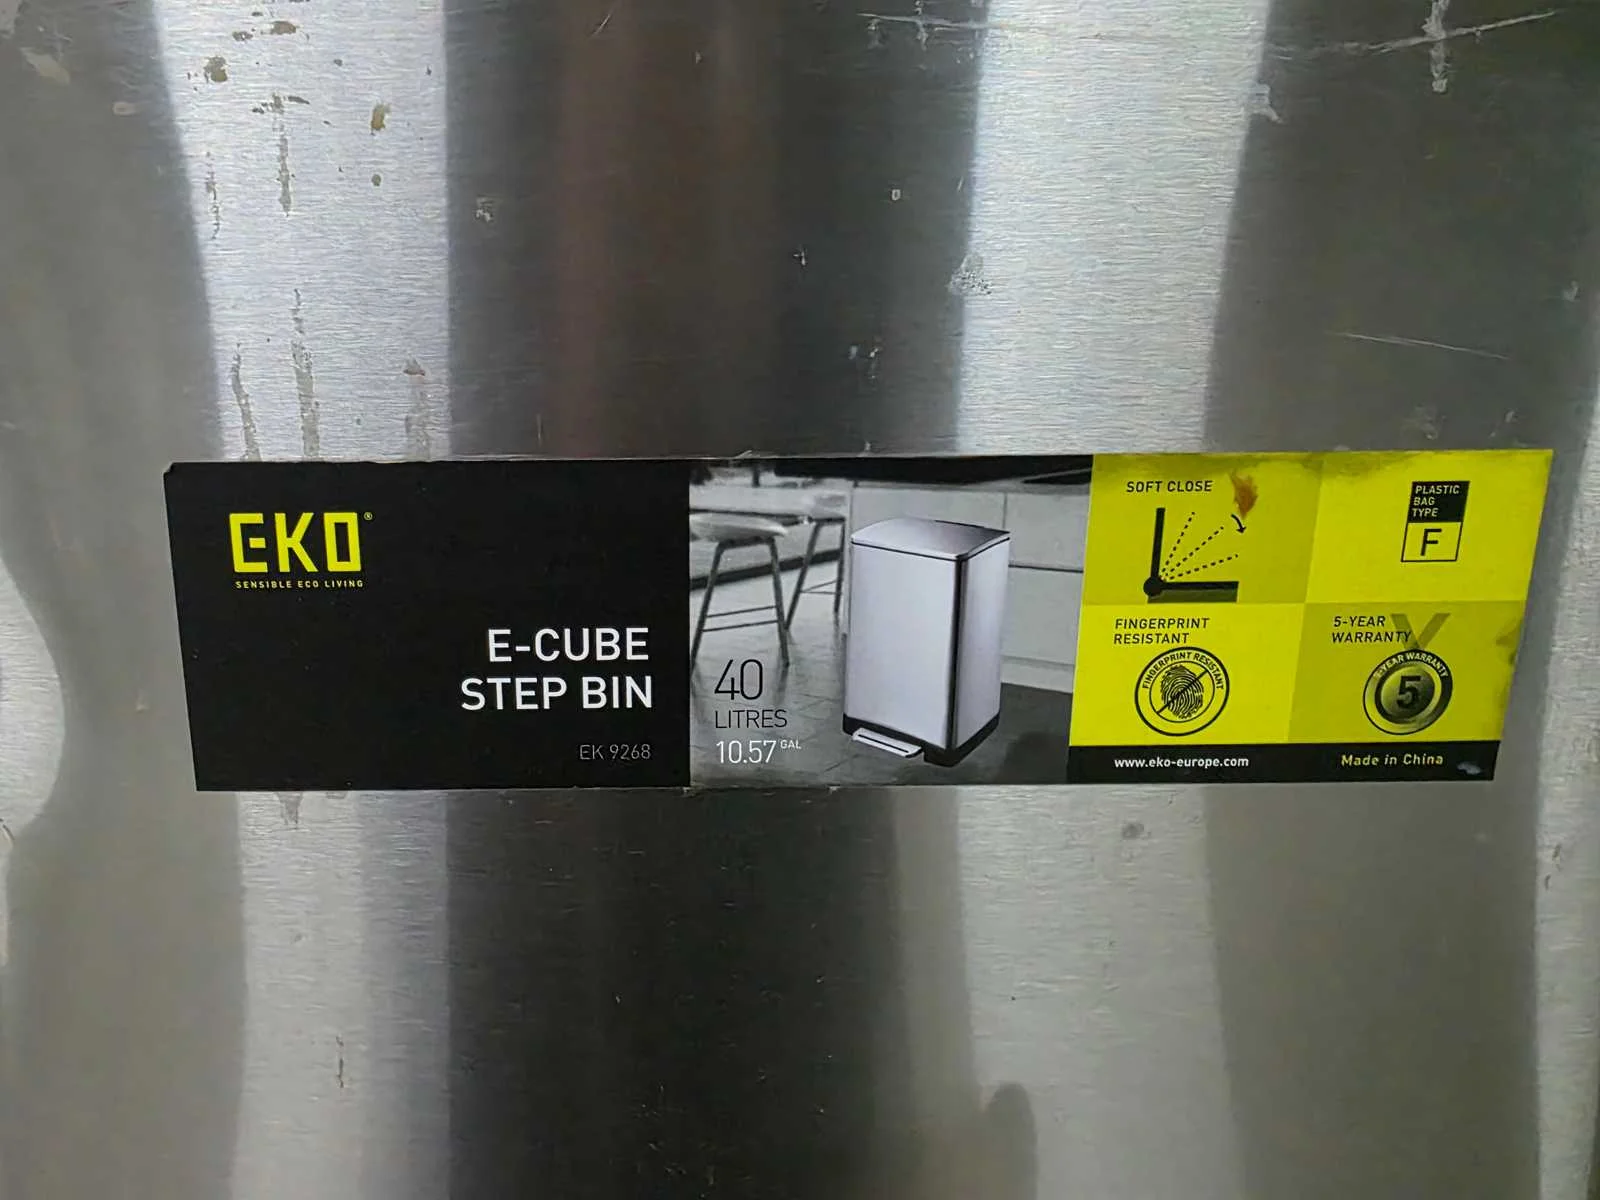 EKO®
SENSIBLE ECO LIVING
E-CUBE
STEP BIN
EK 9268
40
LITRES
10.57 GAL
SOFT CLOSE
PLASTIC
BAG
TYPE
F
FINGERPRINT
RESISTANT
FINGERPRINT RESISTANT
5-YEAR
WARRANTY
5-YEAR WARRANTY
5
www.eko-europe.com
Made in China